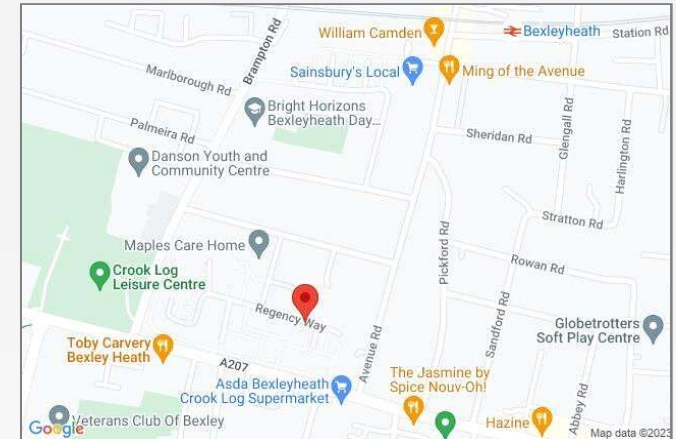 William Camden
Bexleyheath
Station Rd
Brampton Rd
Sainsbury's Local
Ming of the Avenue
Marlborough Rd
Bright Horizons
Bexleyheath Day...
Glengall Rd
Harlington Rd
Palmeira Rd
Sheridan Rd
Danson Youth and
Community Centre
Stratton Rd
Pickford Rd
Maples Care Home
Rowan Rd
Crook Log
Leisure Centre
Regency Way
Sandford Rd
Globetrotters
Soft Play Centre
Toby Carvery
Bexley Heath
A207
Avenue Rd
Asda Bexleyheath
Crook Log Supermarket
The Jasmine by
Spice Nouv-Oh!
Abbey Rd
Veterans Club Of Bexley
Hazine
Google
Map data ©2023